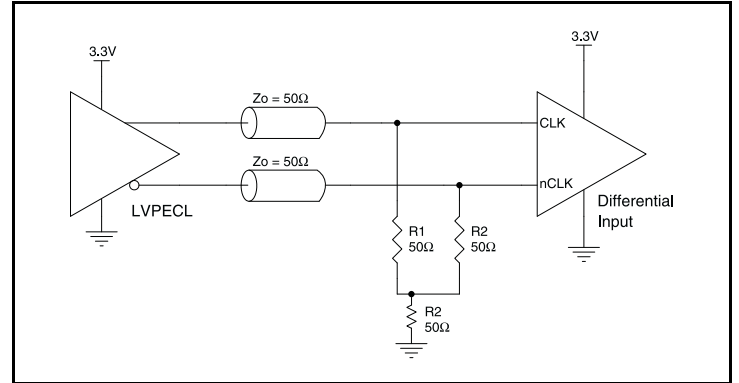 3.3V
3.3V
Zo = 50Ω
CLK
Zo = 50Ω
nCLK
LVPECL
Differential
Input
R1
50Ω
R2
50Ω
R2
50Ω